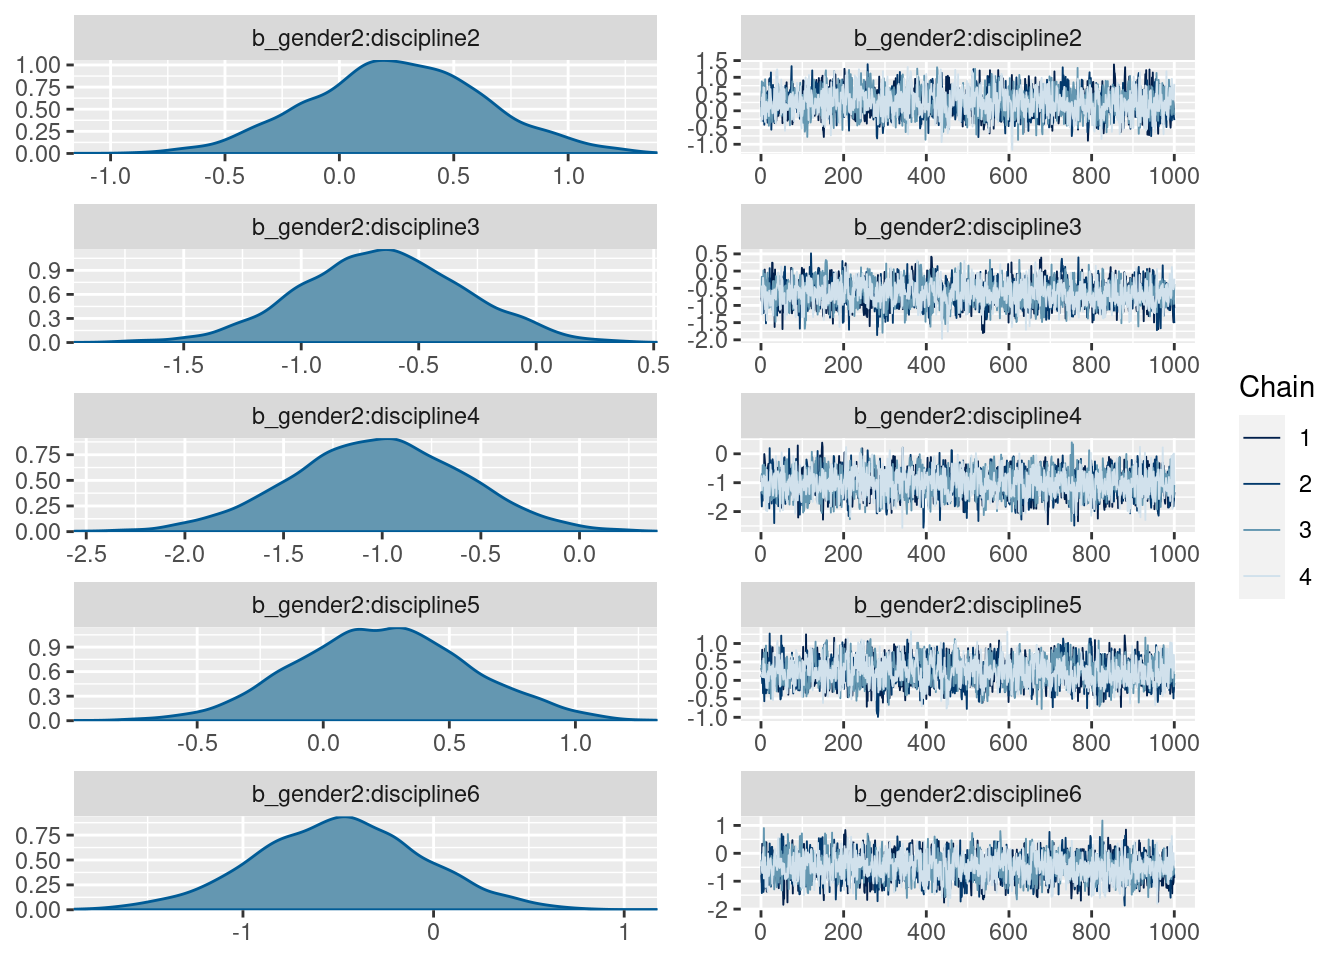 b_gender2:discipline2
1.00
0.75
0.50
0.25
0.00
-1.0 -0.5 0.0 0.5 1.0
b_gender2:discipline2
1.5
1.0
0.5
0.0
-0.5
-1.0
0 200 400 600 800 1000
b_gender2:discipline3
0.9
0.6
0.3
0.0
-1.5 -1.0 -0.5 0.0 0.5
b_gender2:discipline3
0.5
0.0
-0.5
-1.0
-1.5
-2.0
0 200 400 600 800 1000
b_gender2:discipline4
0.75
0.50
0.25
0.00
-2.5 -2.0 -1.5 -1.0 -0.5 0.0
b_gender2:discipline4
0
-1
-2
0 200 400 600 800 1000
b_gender2:discipline5
0.9
0.6
0.3
0.0
-0.5 0.0 0.5 1.0
b_gender2:discipline5
1.0
0.5
0.0
-0.5
-1.0
0 200 400 600 800 1000
b_gender2:discipline6
0.75
0.50
0.25
0.00
-1 0 1
b_gender2:discipline6
1
0
-1
-2
0 200 400 600 800 1000
Chain
1
2
3
4